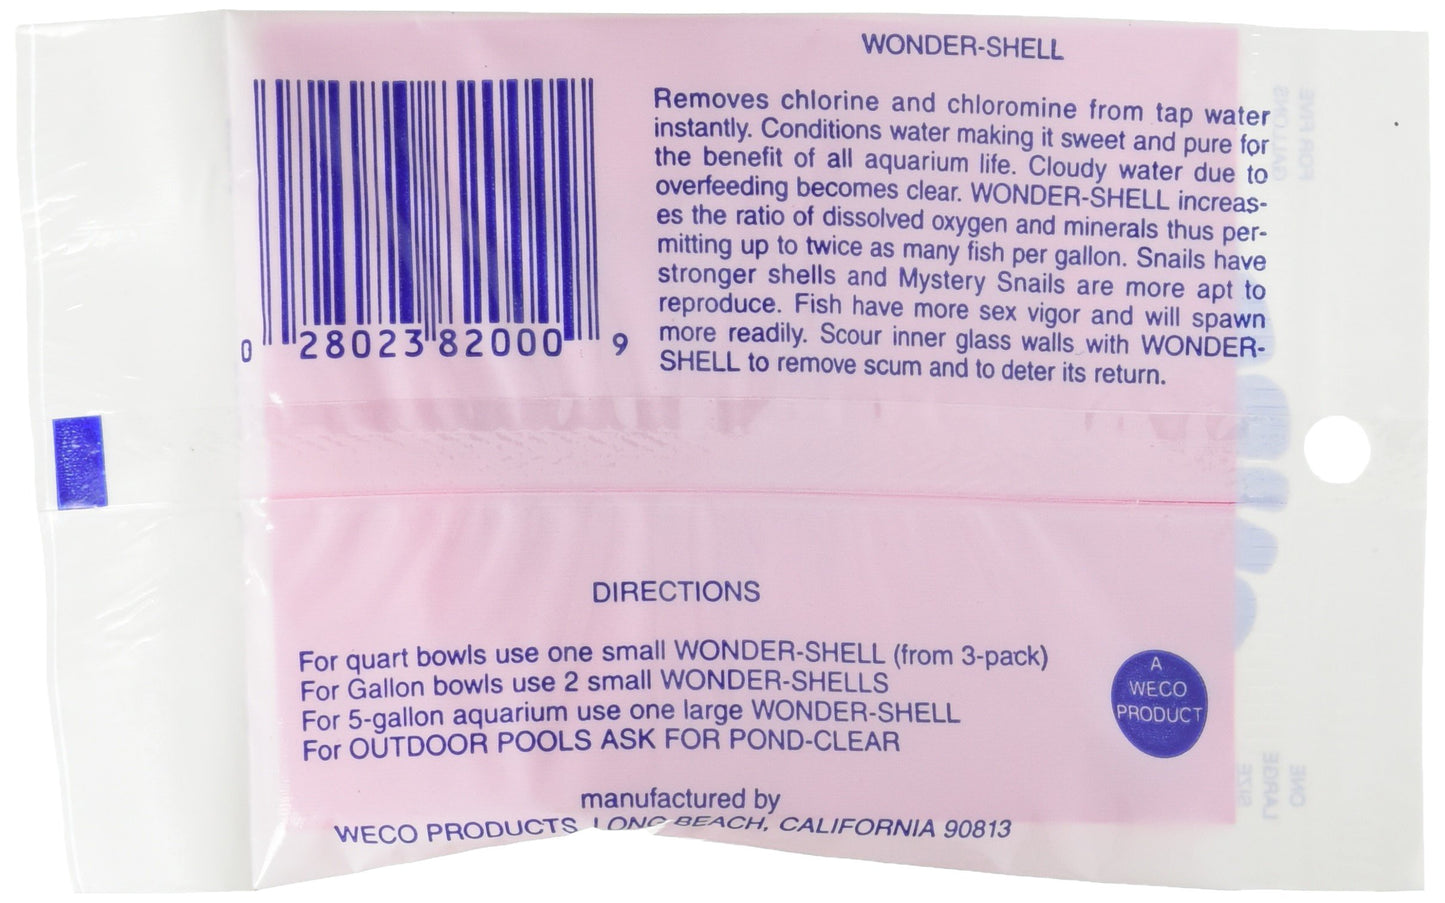 WONDER-SHELL
Removes chlorine and chloromine from tap water
instantly. Conditions water making it sweet and pure for
the benefit of all aquarium life. Cloudy water due to
overfeeding becomes clear. WONDER-SHELL increas-
es the ratio of dissolved oxygen and minerals thus per-
mitting up to twice as many fish per gallon. Snails have
stronger shells and Mystery Snails are more apt to
reproduce. Fish have more sex vigor and will spawn
more readily. Scour inner glass walls with WONDER-
SHELL to remove scum and to deter its return.
0 28023 82000 9
DIRECTIONS
For quart bowls use one small WONDER-SHELL (from 3-pack)
For Gallon bowls use 2 small WONDER-SHELLS
For 5-gallon aquarium use one large WONDER-SHELL
For OUTDOOR POOLS ASK FOR POND-CLEAR
A
WECO
PRODUCT
manufactured by
WECO PRODUCTS LONG BEACH, CALIFORNIA 90813
FOR FIVE
GALLONS
ONE
LARGE
SIZE